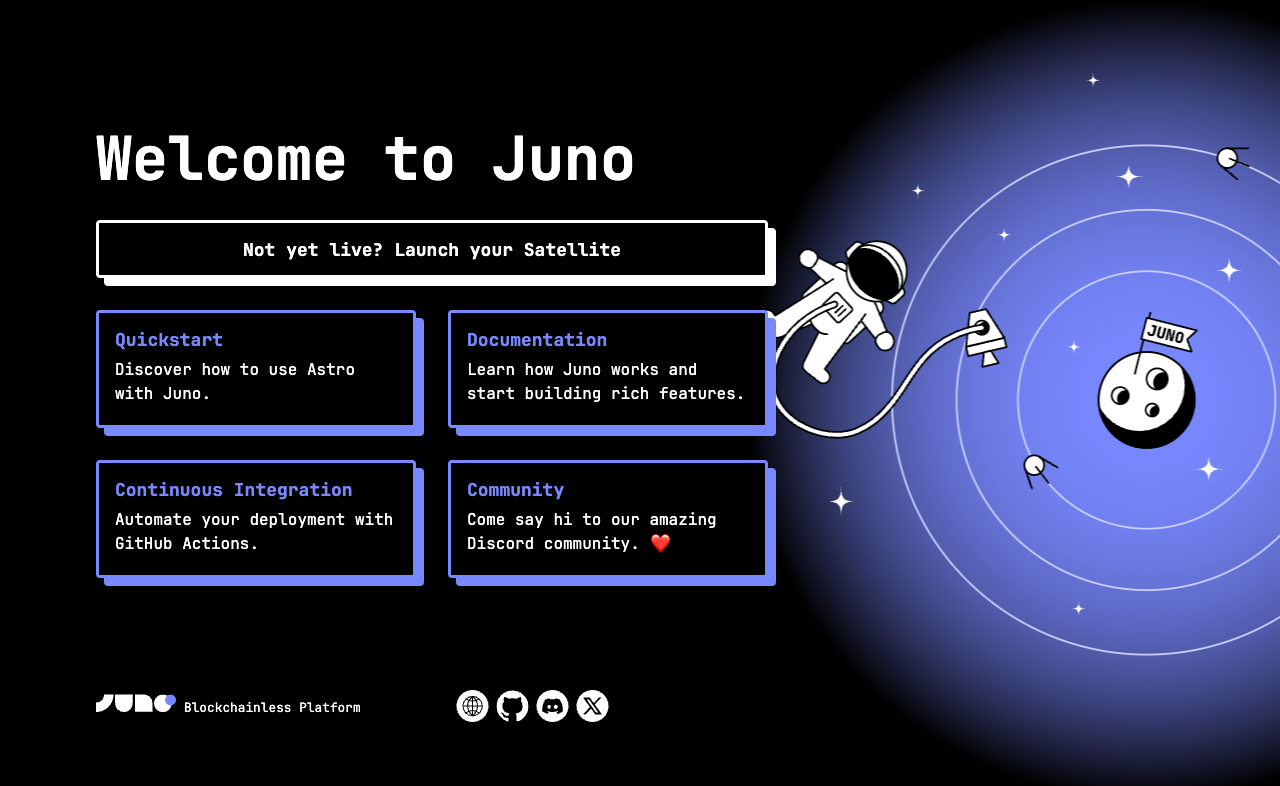 Welcome to Juno
Not yet live? Launch your Satellite
Quickstart
Discover how to use Astro
with Juno.
Documentation
Learn how Juno works and
start building rich features.
Continuous Integration
Automate your deployment with
GitHub Actions.
Community
Come say hi to our amazing
Discord community. ❤️
JUNO
Juno Blockchainless Platform